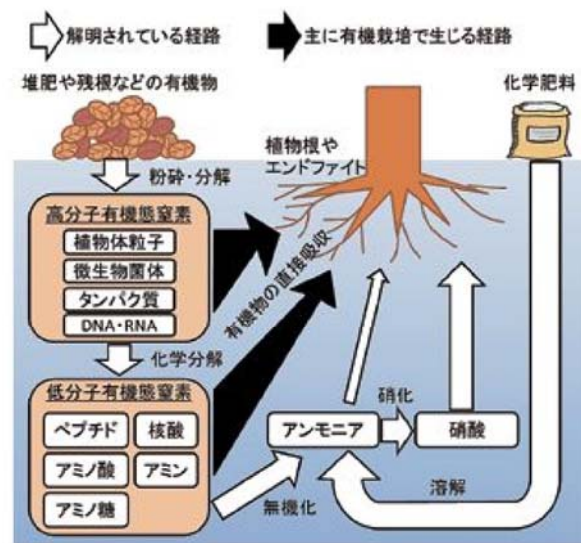 解明されている経路
主に有機栽培で生じる経路
堆肥や残根などの有機物
化学肥料
植物根や
エンドファイト
粉砕・分解
高分子有機態窒素
植物体粒子
微生物菌体
タンパク質
DNA・RNA
有機物の直接吸収
化学分解
低分子有機態窒素
ペプチド
核酸
アミノ酸
アミン
アミノ糖
アンモニア
硝化
硝酸
無機化
溶解